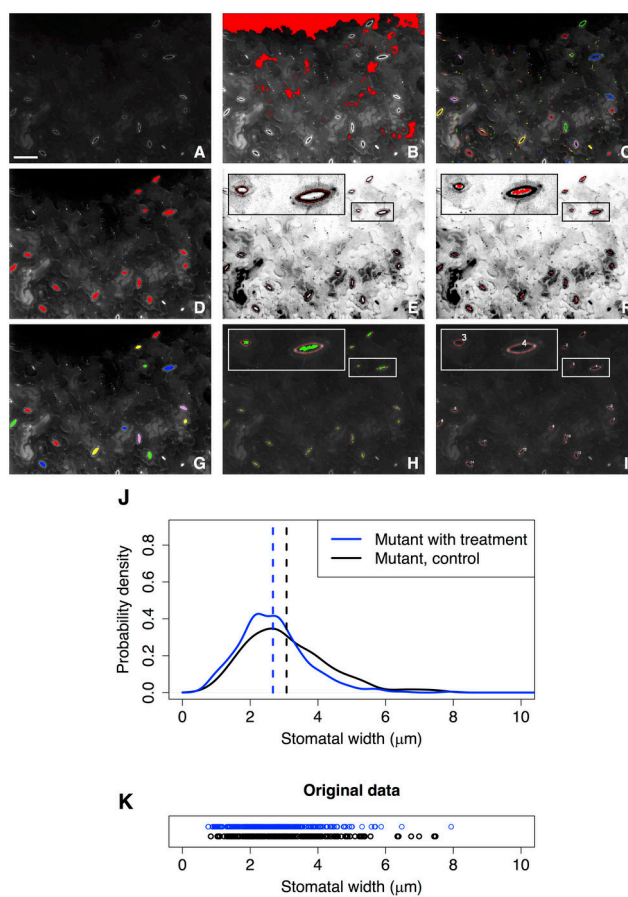 A
B
C
D
E
F
G
3
4
H
I
J
Mutant with treatment
Mutant, control
Probability density
0.8
0.6
0.4
0.2
0.0
0 2 4 6 8 10
Stomatal width (μm)
K
Original data
0 2 4 6 8 10
Stomatal width (μm)